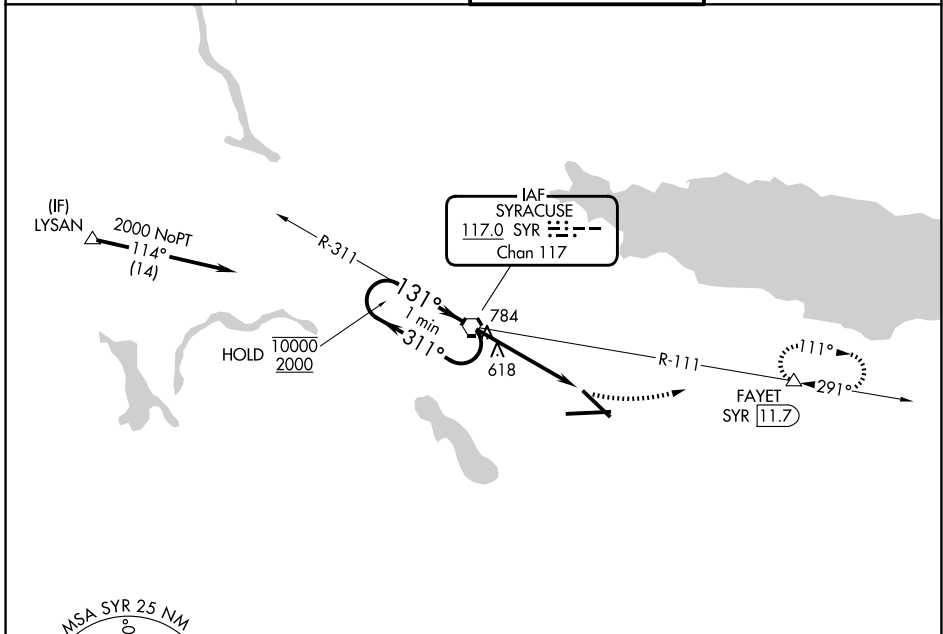 (IF)
LYSAN
2000 NoPT
114°
(14)
R-311
IAF
SYRACUSE
117.0 SYR
Chan 117
131°
1 min
311°
HOLD 10000
2000
784
618
R-111
111°
291°
FAYET
SYR 11.7
MSA SYR 25 NM
0°